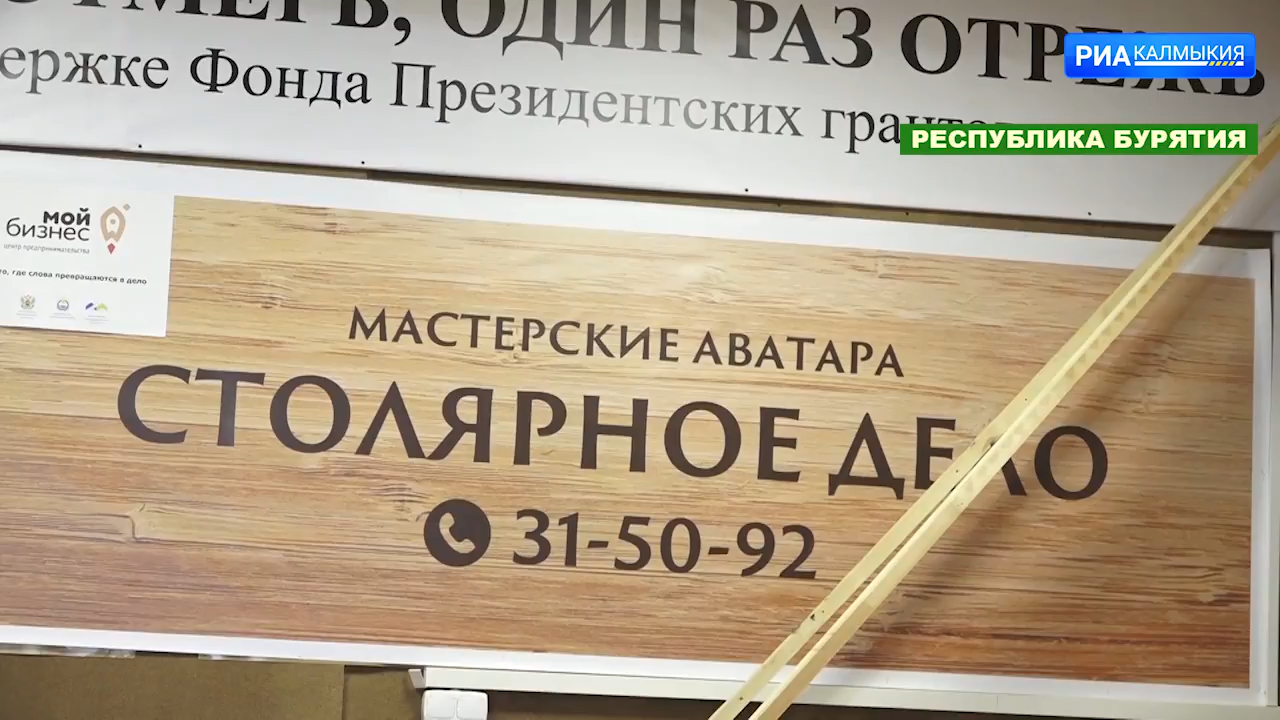 ОТМЕРЬ, ОДИН РАЗ ОТРЕЖЬ
РИА КАЛМЫКИЯ
ержке Фонда Президентских грантов
РЕСПУБЛИКА БУРЯТИЯ
мой
бизнес
центр предпринимательства
то, где слова превращаются в дело
МАСТЕРСКИЕ АВАТАРА
СТОЛЯРНОЕ ДЕЛО
31-50-92